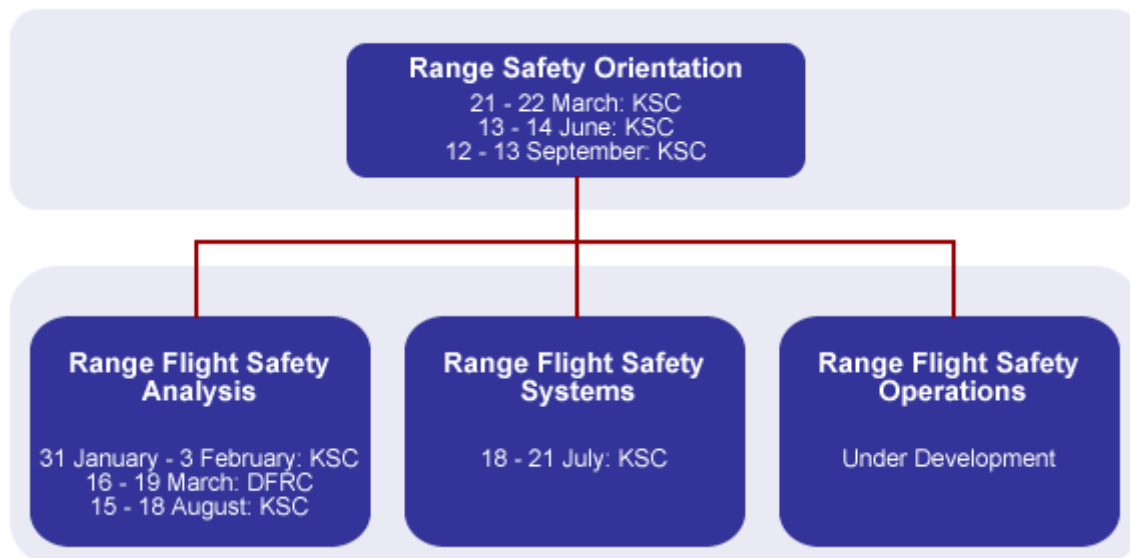 Range Safety Orientation
21 - 22 March: KSC
13 - 14 June: KSC
12 - 13 September: KSC
Range Flight Safety
Analysis
31 January - 3 February: KSC
16 - 19 March: DFRC
15 - 18 August: KSC
Range Flight Safety
Systems
18 - 21 July: KSC
Range Flight Safety
Operations
Under Development